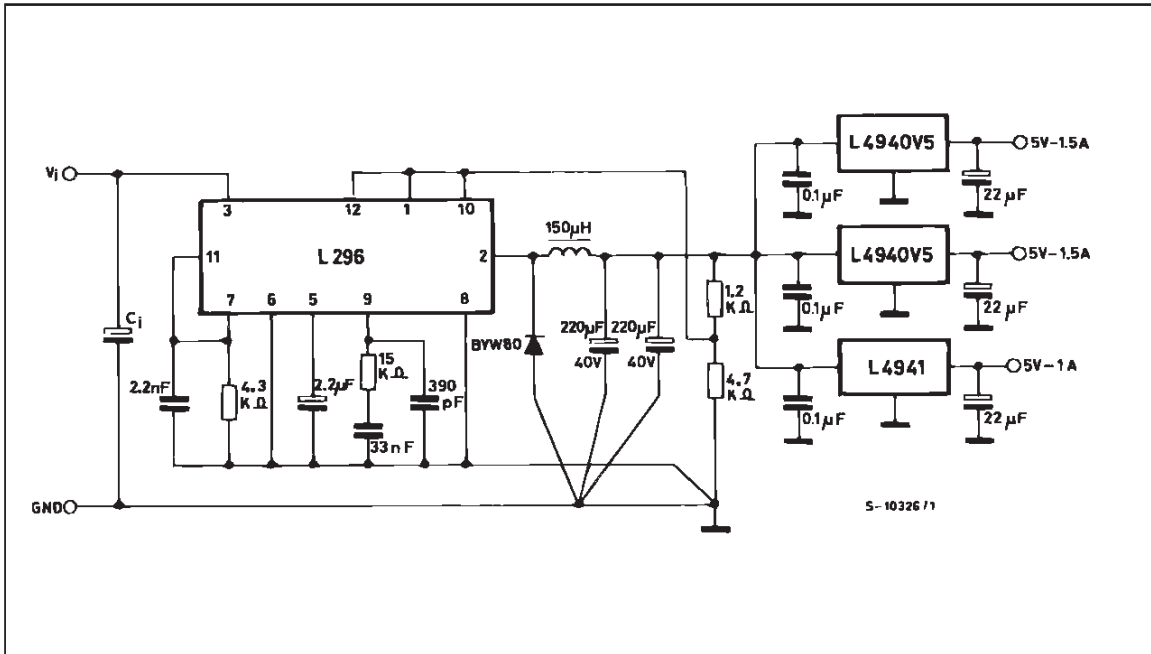 L4940V5
5V-1.5A
0.1µF
22µF
Vi
3
12
1
10
150µH
L4940V5
5V-1.5A
11
L 296
2
0.1µF
22µF
1.2
KΩ
7
6
5
9
8
Ci
BYW80
220µF
220µF
40V
40V
L4941
5V-1A
2.2nF
4.3
KΩ
2.2µF
15
KΩ
390
pF
4.7
KΩ
0.1µF
22µF
33nF
GND
S-10326/1